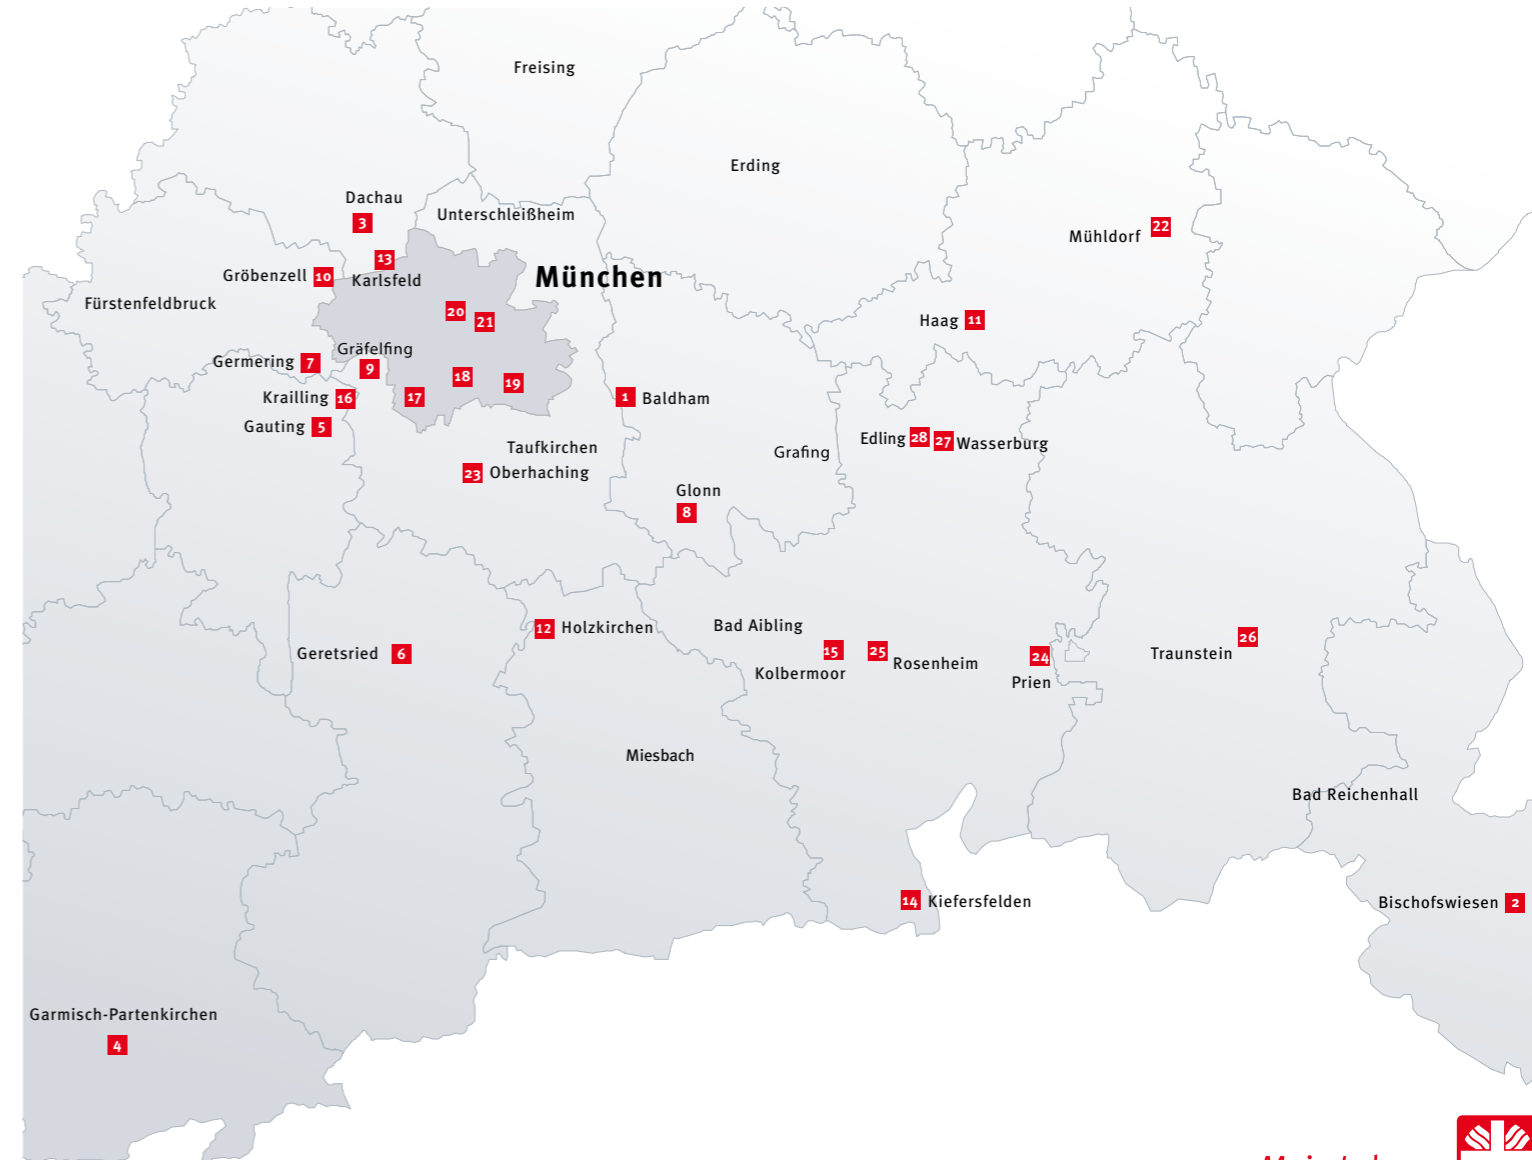 Freising
Erding
Dachau
3
Unterschleißheim
Mühldorf 22
13
Gröbenzell 10
Karlsfeld
München
Fürstenfeldbruck
20
21
Haag 11
Gräfelfing
Germering 7
9
18
19
Krailling 16
17
1 Baldham
Gauting 5
Edling 28 27 Wasserburg
Taufkirchen
Grafing
23 Oberhaching
Glonn
8
12 Holzkirchen
Bad Aibling
26
Geretsried 6
15
25
Rosenheim
24
Traunstein
Kolbermoor
Prien
Miesbach
Bad Reichenhall
14 Kiefersfelden
Bischofswiesen 2
Garmisch-Partenkirchen
4